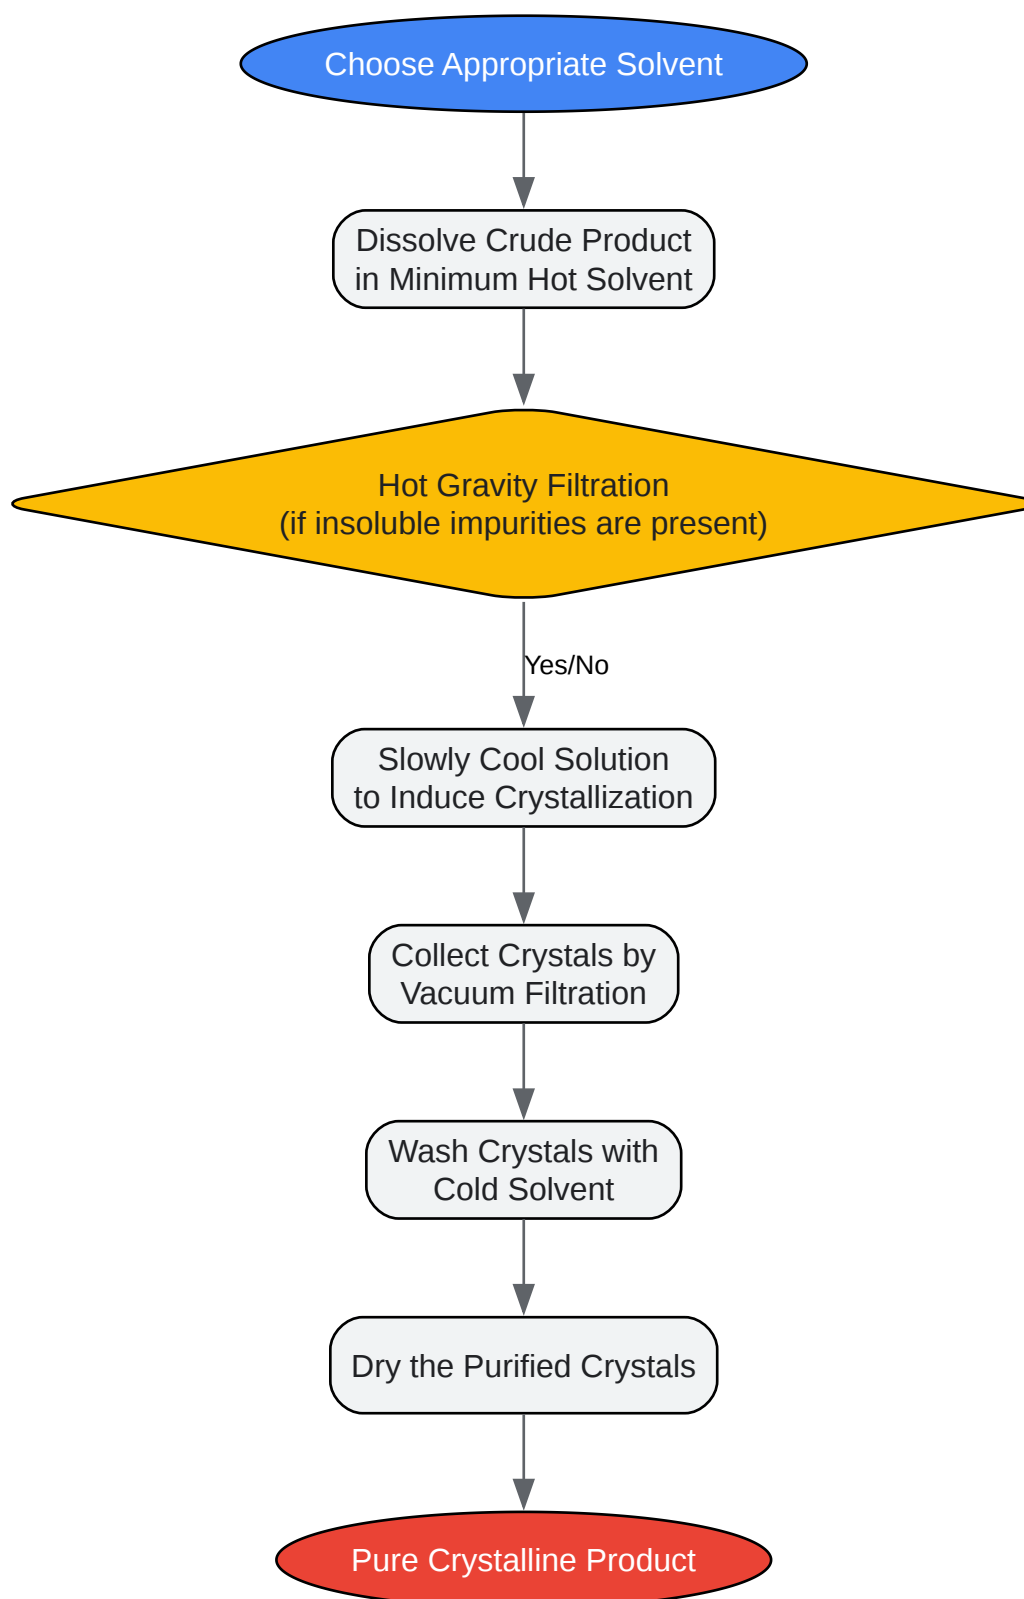 Choose Appropriate Solvent
Dissolve Crude Product
in Minimum Hot Solvent
Hot Gravity Filtration
(if insoluble impurities are present)
Yes/No
Slowly Cool Solution
to Induce Crystallization
Collect Crystals by
Vacuum Filtration
Wash Crystals with
Cold Solvent
Dry the Purified Crystals
Pure Crystalline Product